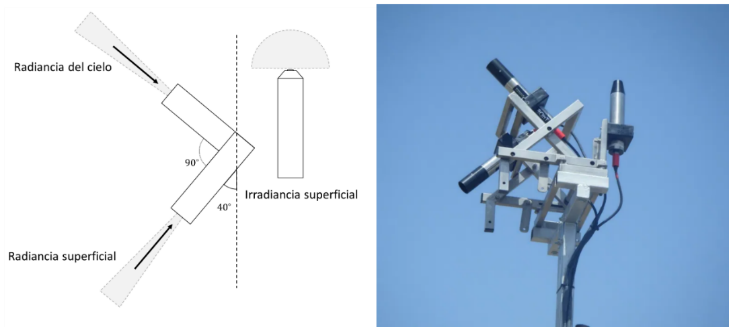 Radiancia del cielo
90°
40°
Irradiancia superficial
Radiancia superficial